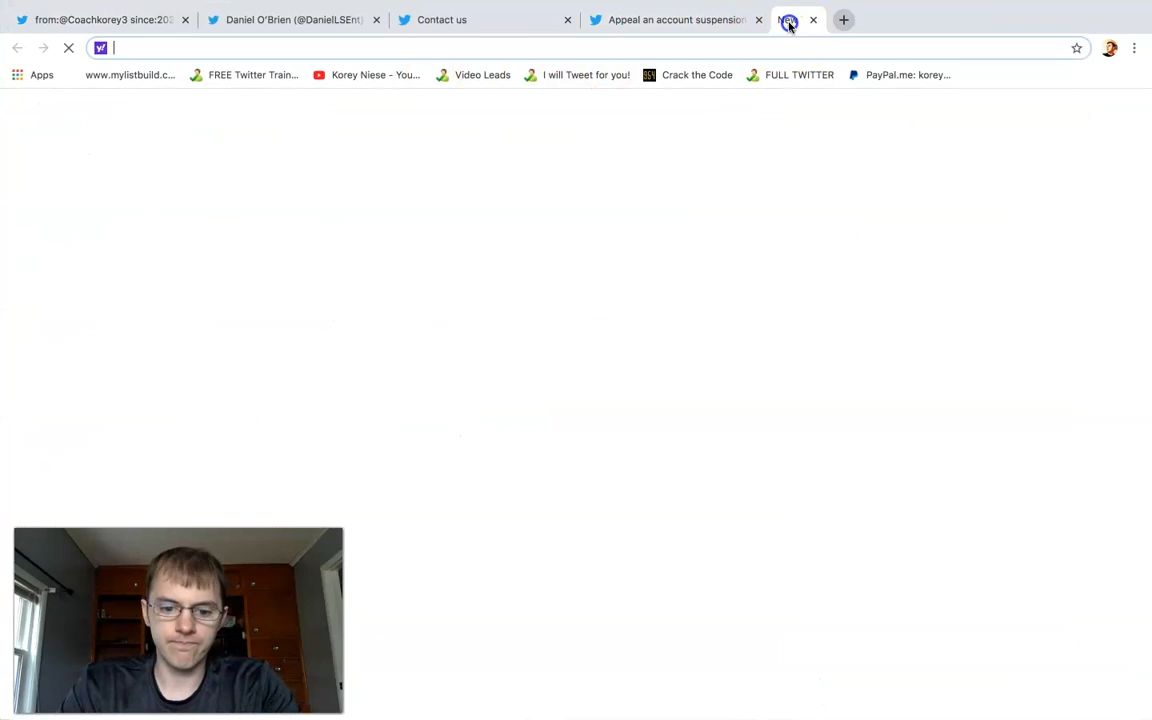 from:@Coachkorey3 since:202
Daniel O'Brien (@DanielLSEnt)
Contact us
Appeal an account suspension
y!
Apps
www.mylistbuild.c...
FREE Twitter Train...
Korey Niese - You...
Video Leads
I will Tweet for you!
Crack the Code
FULL TWITTER
PayPal.me: korey...